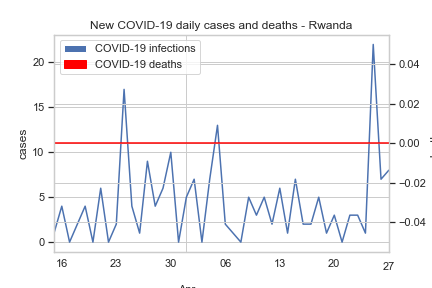 New COVID-19 daily cases and deaths - Rwanda
COVID-19 infections
COVID-19 deaths
cases
20
15
10
5
0
0.04
0.02
0.00
−0.02
−0.04
16 23 30 06 13 20 27